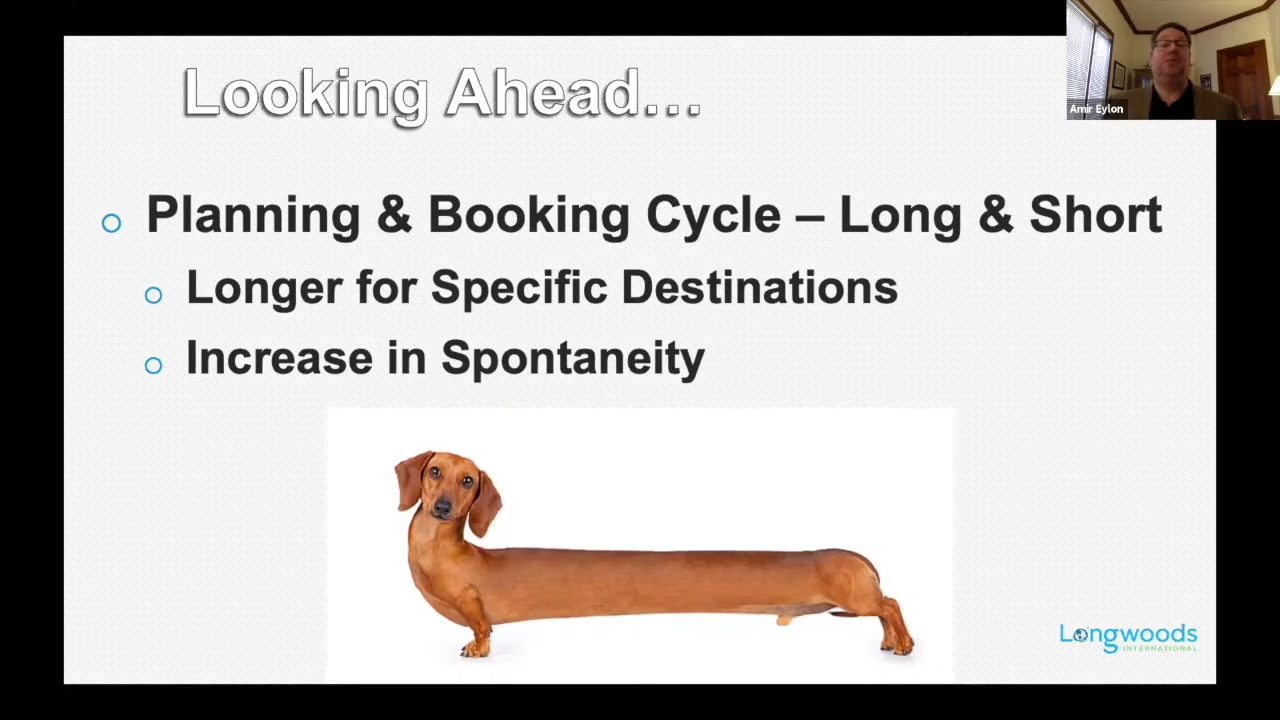 Looking Ahead...
Amir Eylon
Planning & Booking Cycle – Long & Short
Longer for Specific Destinations
Increase in Spontaneity
Longwoods
INTERNATIONAL